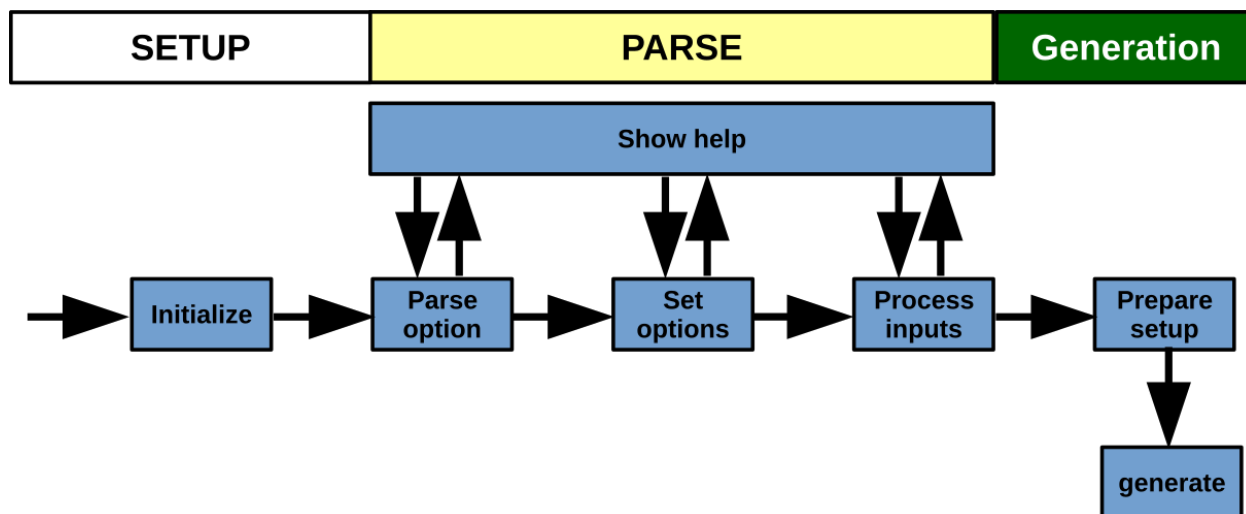 SETUP
PARSE
Generation
Show help
Initialize
Parse
option
Set
options
Process
inputs
Prepare
setup
generate